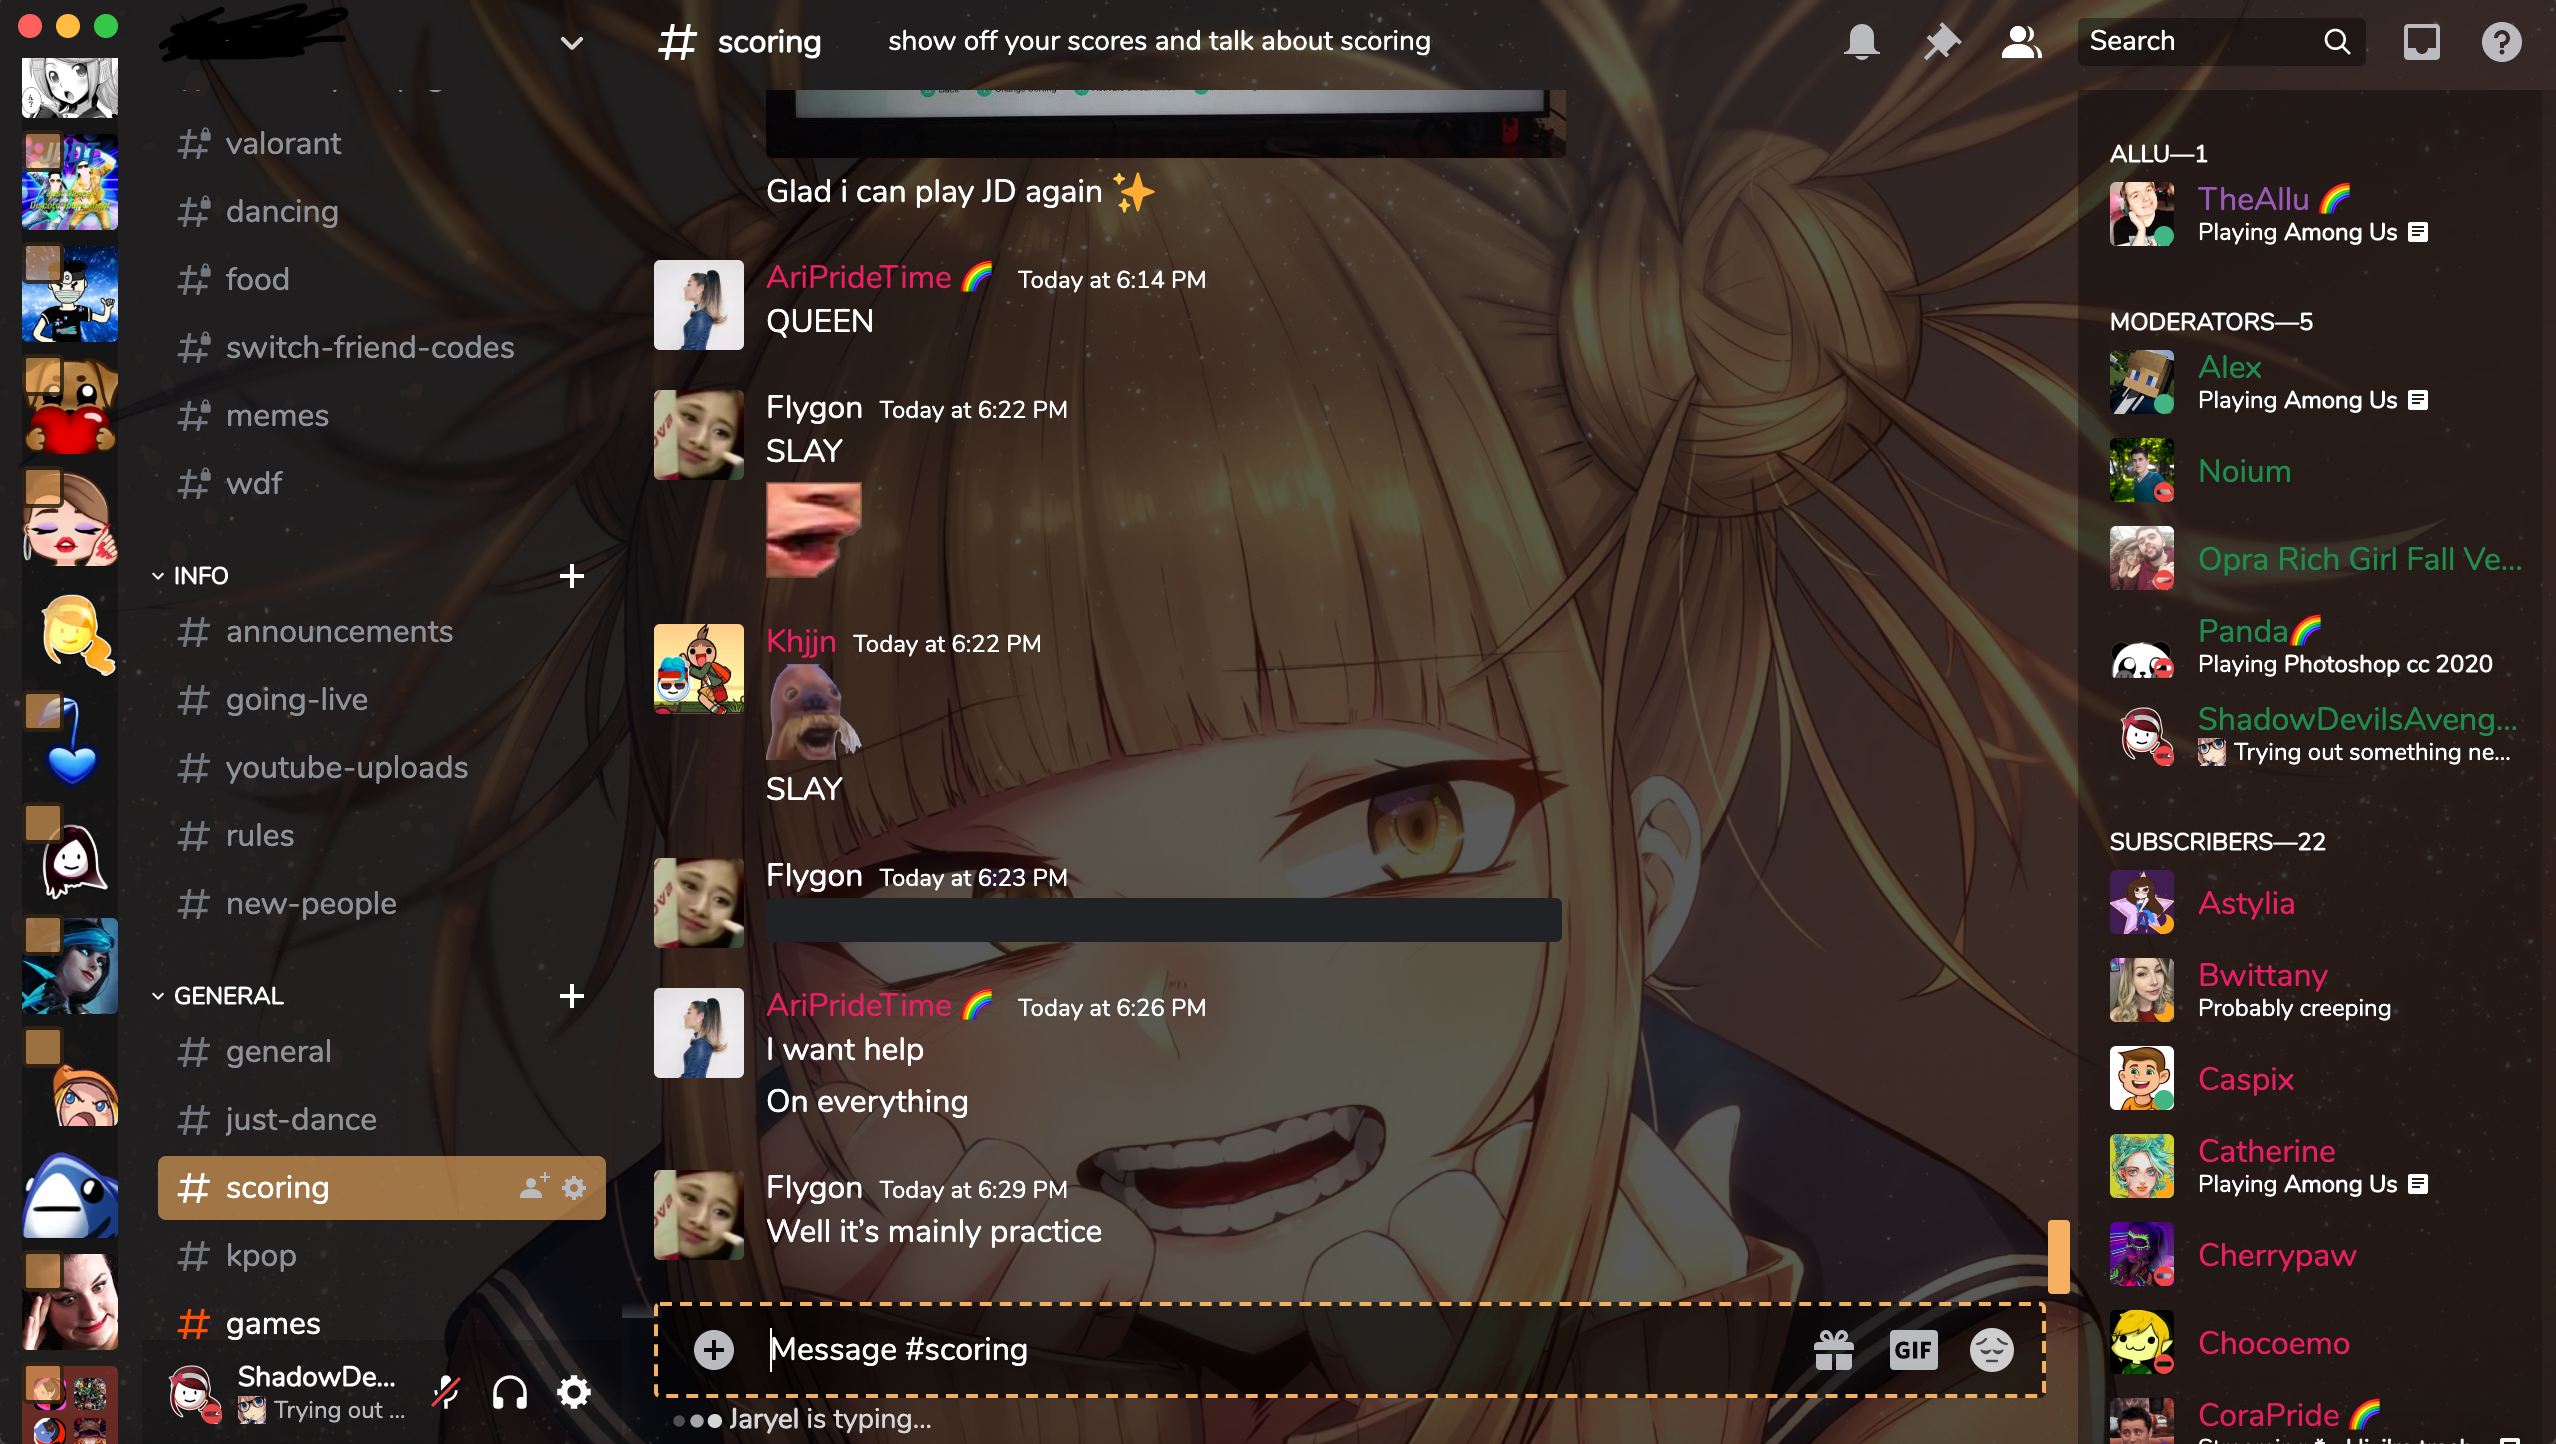 scoring
show off your scores and talk about scoring
Search
valorant
dancing
food
switch-friend-codes
memes
wdf
INFO
announcements
going-live
youtube-uploads
rules
new-people
GENERAL
general
just-dance
scoring
kpop
games
ShadowDe...
Trying out ...
Glad i can play JD again
AriPrideTime Today at 6:14 PM
QUEEN
Flygon Today at 6:22 PM
SLAY
Khjjn Today at 6:22 PM
SLAY
Flygon Today at 6:23 PM
AriPrideTime Today at 6:26 PM
I want help
On everything
Flygon Today at 6:29 PM
Well it's mainly practice
Message #scoring
GIF
Jaryel is typing...
ALLU—1
TheAllu
Playing Among Us
MODERATORS—5
Alex
Playing Among Us
Noium
Opra Rich Girl Fall Ve...
Panda
Playing Photoshop cc 2020
ShadowDevilsAveng...
Trying out something ne...
SUBSCRIBERS—22
Astylia
Bwittany
Probably creeping
Caspix
Catherine
Playing Among Us
Cherrypaw
Chocoemo
CoraPride